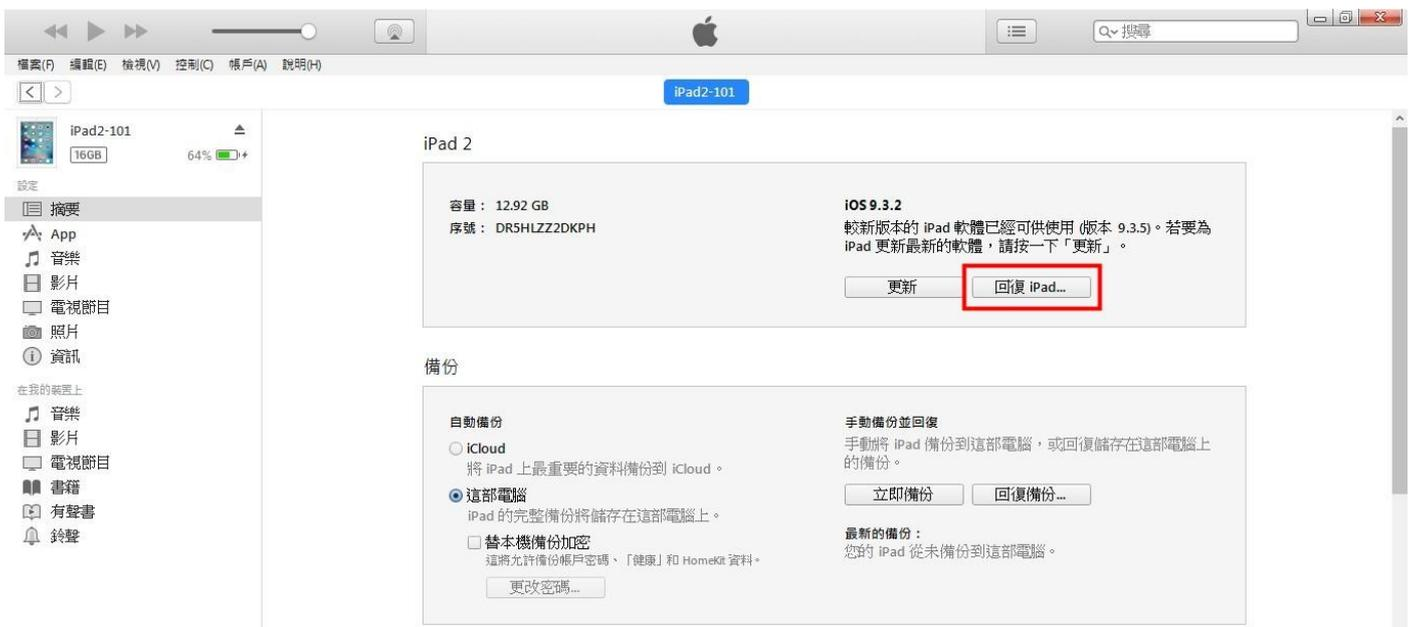 搜尋
檔案(F) 編輯(E) 檢視(V) 控制(C) 帳戶(A) 說明(H)
iPad2-101
iPad2-101
16GB
64%
設定
摘要
App
音樂
影片
電視節目
照片
資訊
在我的裝置上
音樂
影片
電視節目
書籍
有聲書
鈴聲
iPad 2
容量： 12.92 GB
序號： DR5HLZZ2DKPH
iOS 9.3.2
較新版本的 iPad 軟體已經可供使用 (版本 9.3.5)。若要為
iPad 更新最新的軟體，請按一下「更新」。
更新
回復 iPad...
備份
自動備份
iCloud
將 iPad 上最重要的資料備份到 iCloud。
這部電腦
iPad 的完整備份將儲存在這部電腦上。
替本機備份加密
這將允許備份帳戶密碼、「健康」和 HomeKit 資料。
更改密碼...
手動備份並回復
手動將 iPad 備份到這部電腦，或回復儲存在這部電腦上
的備份。
立即備份
回復備份...
最新的備份：
您的 iPad 從未備份到這部電腦。